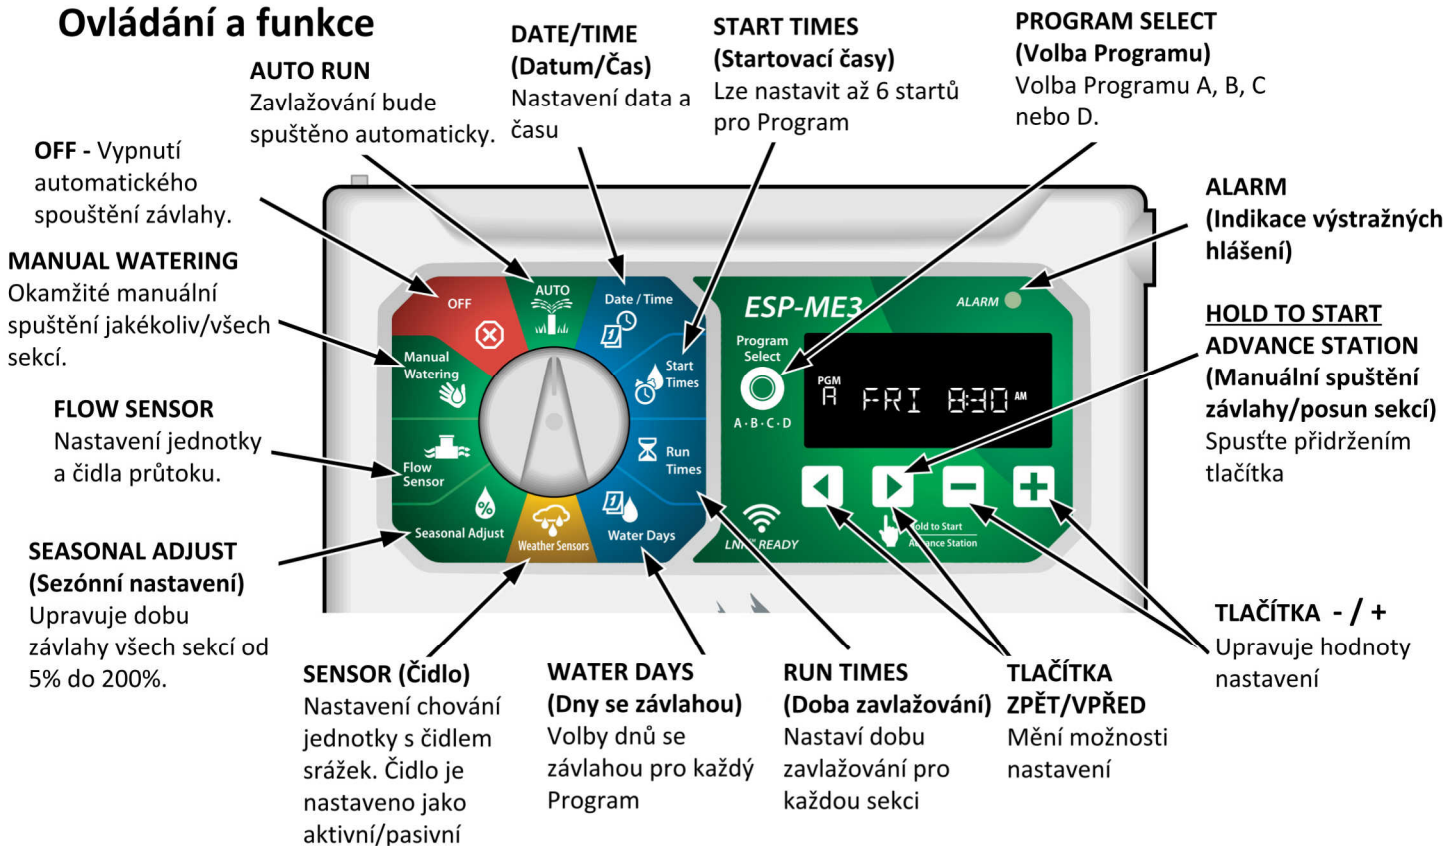 Ovládání a funkce
DATE/TIME
(Datum/Čas)
Nastavení data a
času
START TIMES
(Startovací časy)
Lze nastavit až 6 startů
pro Program
PROGRAM SELECT
(Volba Programu)
Volba Programu A, B, C
nebo D.
AUTO RUN
Zavlažování bude
spuštěno automaticky.
OFF - Vypnutí
automatického
spouštění závlahy.
MANUAL WATERING
Okamžité manuální
spuštění jakékoliv/všech
sekcí.
FLOW SENSOR
Nastavení jednotky
a čidla průtoku.
SEASONAL ADJUST
(Sezónní nastavení)
Upravuje dobu
závlahy všech sekcí od
5% do 200%.
OFF
AUTO
Date / Time
Start
Times
Run
Times
Water Days
Weather Sensors
Seasonal Adjust
%
Flow
Sensor
Manual
Watering
ESP-ME3
ALARM
Program
Select
A · B · C · D
PGM
A FRI 8:30 AM
LNK™ READY
Hold to Start
Advance Station
ALARM
(Indikace výstražných
hlášení)
HOLD TO START
ADVANCE STATION
(Manuální spuštění
závlahy/posun sekcí)
Spusťte přidržením
tlačítka
TLAČÍTKA - / +
Upravuje hodnoty
nastavení
SENSOR (Čidlo)
Nastavení chování
jednotky s čidlem
srážek. Čidlo je
nastaveno jako
aktivní/pasivní
WATER DAYS
(Dny se závlahou)
Volby dnů se
závlahou pro každý
Program
RUN TIMES
(Doba zavlažování)
Nastaví dobu
zavlažování pro
každou sekci
TLAČÍTKA
ZPĚT/VPŘED
Mění možnosti
nastavení